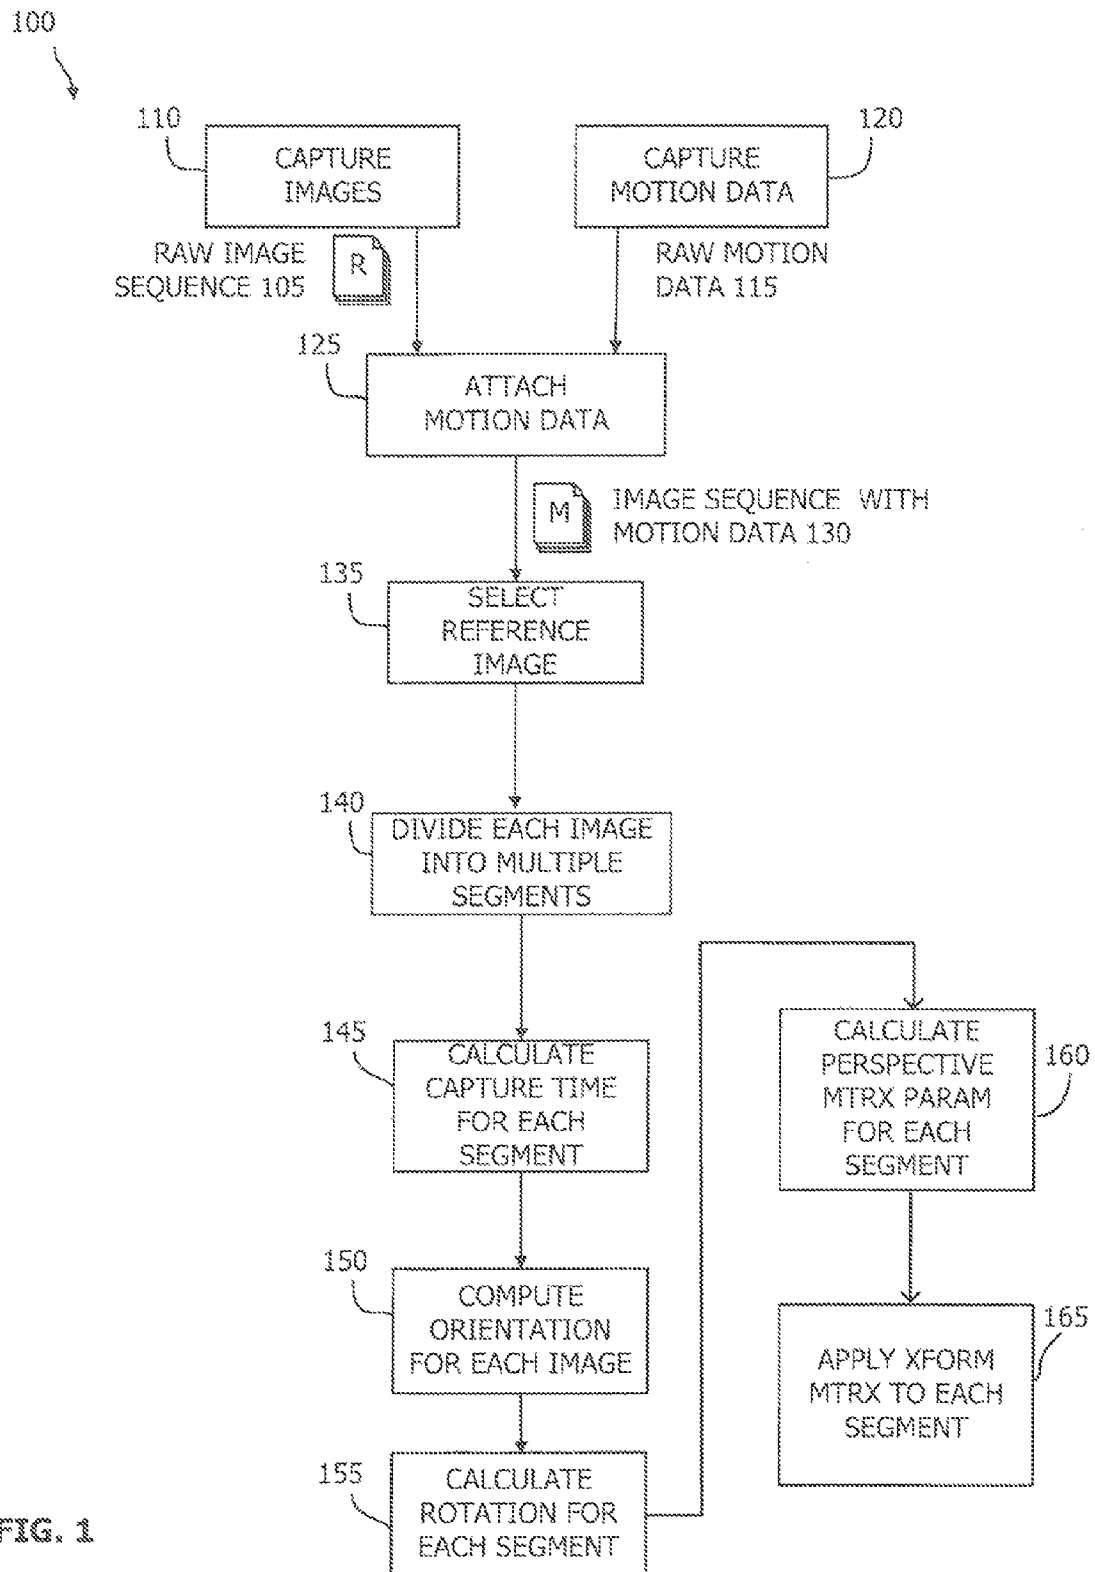 100
110
CAPTURE
IMAGES
CAPTURE
MOTION DATA
120
RAW IMAGE
SEQUENCE 105
R
RAW MOTION
DATA 115
125
ATTACH
MOTION DATA
M
IMAGE SEQUENCE WITH
MOTION DATA 130
135
SELECT
REFERENCE
IMAGE
140
DIVIDE EACH IMAGE
INTO MULTIPLE
SEGMENTS
145
CALCULATE
CAPTURE TIME
FOR EACH
SEGMENT
150
COMPUTE
ORIENTATION
FOR EACH IMAGE
155
CALCULATE
ROTATION FOR
EACH SEGMENT
CALCULATE
PERSPECTIVE
MTRX PARAM
FOR EACH
SEGMENT
160
APPLY XFORM
MTRX TO EACH
SEGMENT
165
FIG. 1